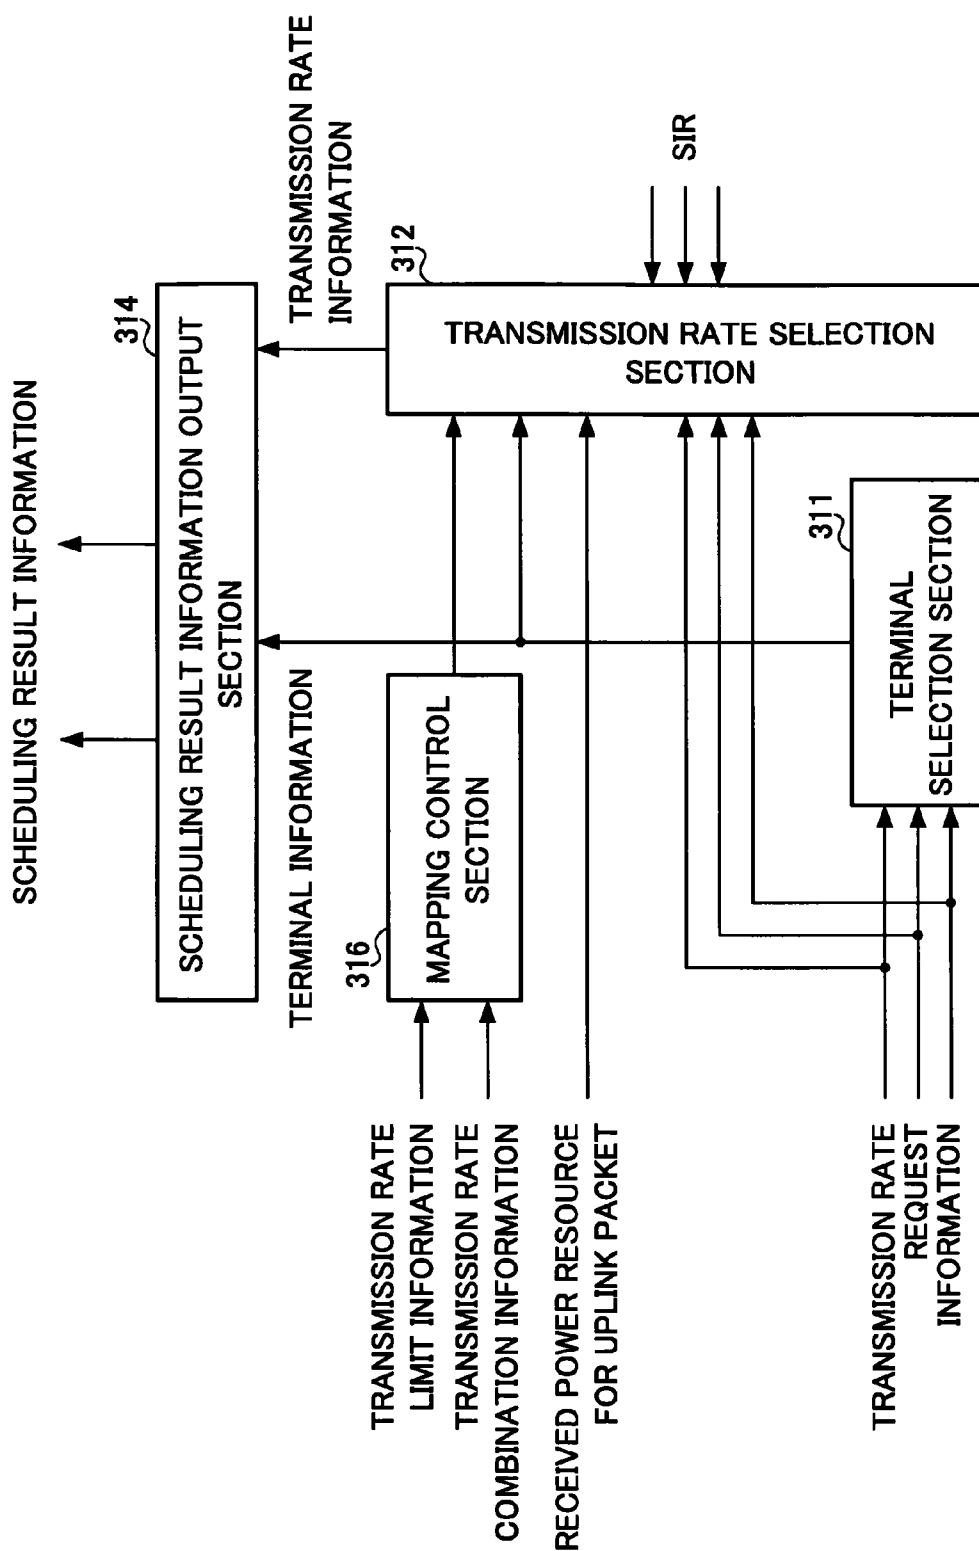 SCHEDULING RESULT INFORMATION
314
SCHEDULING RESULT INFORMATION OUTPUT
SECTION
TERMINAL INFORMATION
TRANSMISSION RATE
INFORMATION
316
MAPPING CONTROL
SECTION
312
TRANSMISSION RATE SELECTION
SECTION
SIR
311
TERMINAL
SELECTION SECTION
TRANSMISSION RATE
LIMIT INFORMATION
TRANSMISSION RATE
COMBINATION INFORMATION
RECEIVED POWER RESOURCE
FOR UPLINK PACKET
TRANSMISSION RATE
REQUEST
INFORMATION